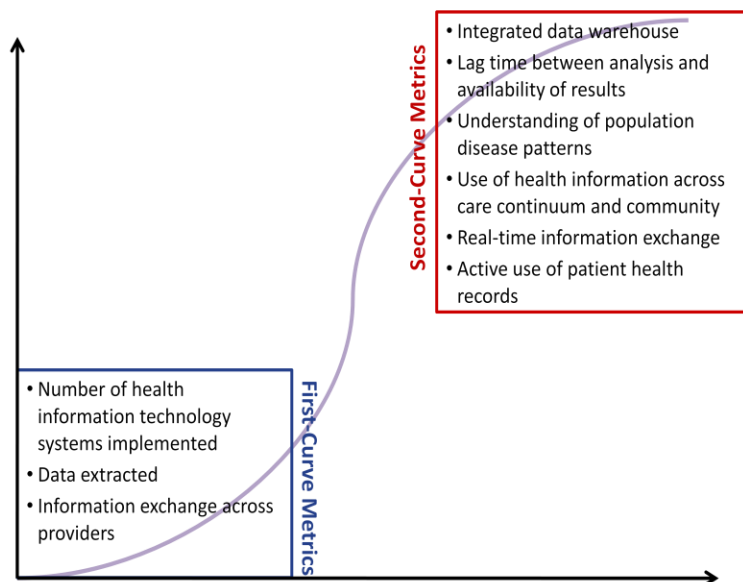 • Integrated data warehouse
• Lag time between analysis and
availability of results
• Understanding of population
disease patterns
• Use of health information across
care continuum and community
• Real-time information exchange
• Active use of patient health
records
Second-Curve Metrics
• Number of health
information technology
systems implemented
• Data extracted
• Information exchange across
providers
First-Curve Metrics